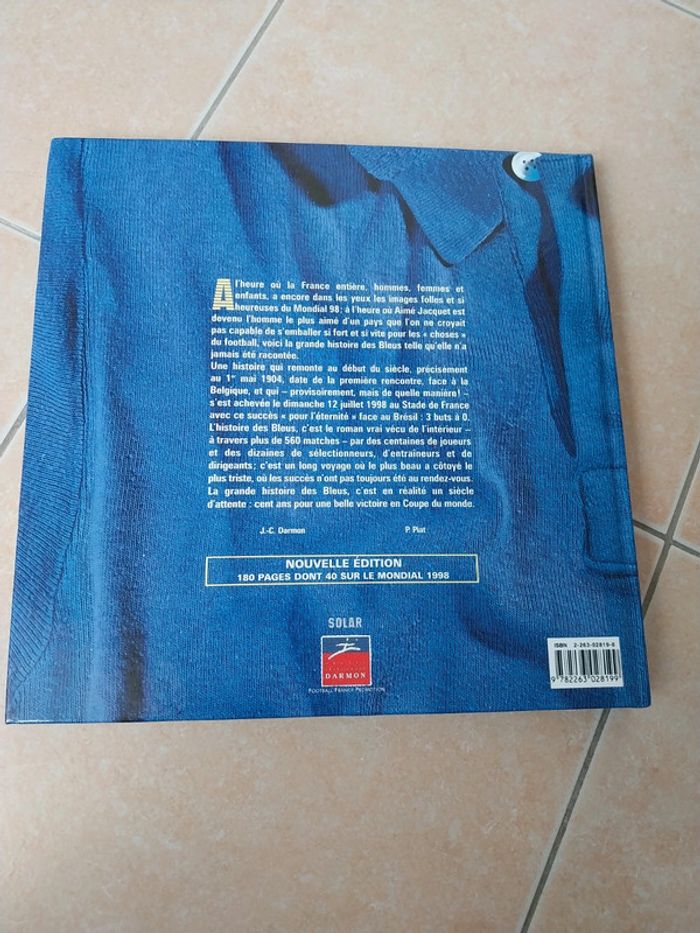 A l'heure où la France entière, hommes, femmes et
enfants, a encore dans les yeux les images folles et si
heureuses du Mondial 98 ; à l'heure où Aimé Jacquet est
devenu l'homme le plus aimé d'un pays que l'on ne croyait
pas capable de s'emballer si fort et si vite pour les « choses »
du football, voici la grande histoire des Bleus telle qu'elle n'a
jamais été racontée.
Une histoire qui remonte au début du siècle, précisément
au 1er mai 1904, date de la première rencontre, face à la
Belgique, et qui – provisoirement, mais de quelle manière ! –
s'est achevée le dimanche 12 juillet 1998 au Stade de France
avec ce succès « pour l'éternité » face au Brésil : 3 buts à 0.
L'histoire des Bleus, c'est le roman vrai vécu de l'intérieur –
à travers plus de 560 matches – par des centaines de joueurs
et des dizaines de sélectionneurs, d'entraîneurs et de
dirigeants ; c'est un long voyage où le plus beau a côtoyé le
plus triste, où les succès n'ont pas toujours été au rendez-vous.
La grande histoire des Bleus, c'est en réalité un siècle
d'attente : cent ans pour une belle victoire en Coupe du monde.
J.-C. Darmon P. Piat
NOUVELLE ÉDITION
180 PAGES DONT 40 SUR LE MONDIAL 1998
SOLAR
DARMON
FOOTBALL FRANCE PROMOTION
ISBN 2-263-02819-6
9 782263 028199